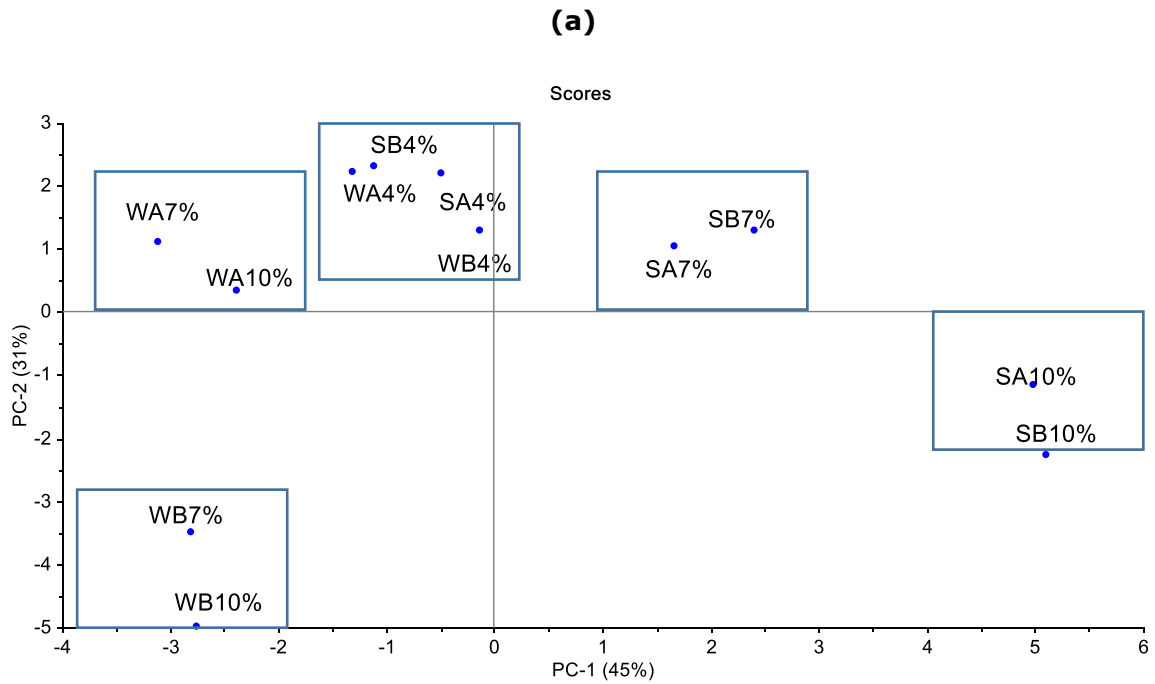 (a)
Scores
3
2
1
0
-1
-2
-3
-4
-5
PC-2 (31%)
SB4%
WA4%
SA4%
WB4%
WA7%
WA10%
SB7%
SA7%
SA10%
SB10%
WB7%
WB10%
-4 -3 -2 -1 0 1 2 3 4 5 6
PC-1 (45%)